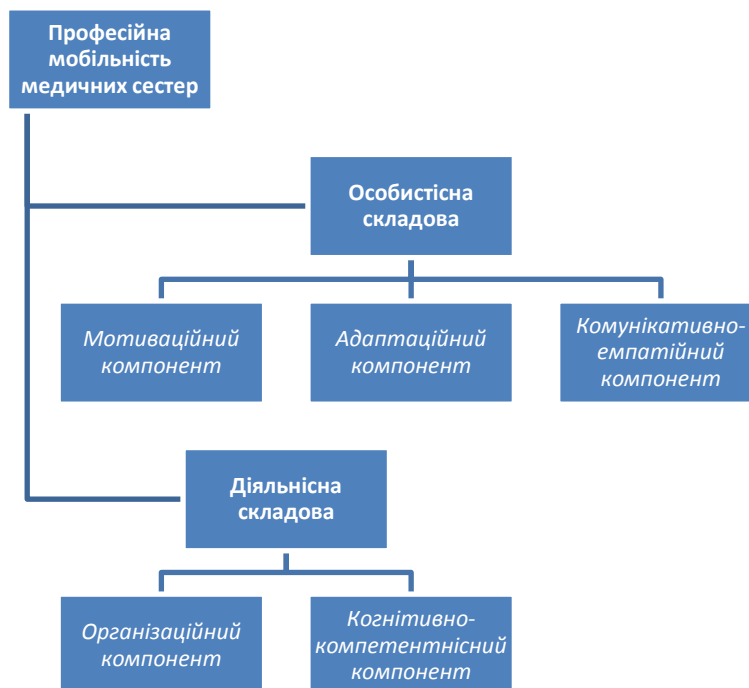 Професійна
мобільність
медичних сестер
Особистісна
складова
Мотиваційний
компонент
Адаптаційний
компонент
Комунікативно-
емпатійний
компонент
Діяльнісна
складова
Організаційний
компонент
Когнітивно-
компетентнісний
компонент